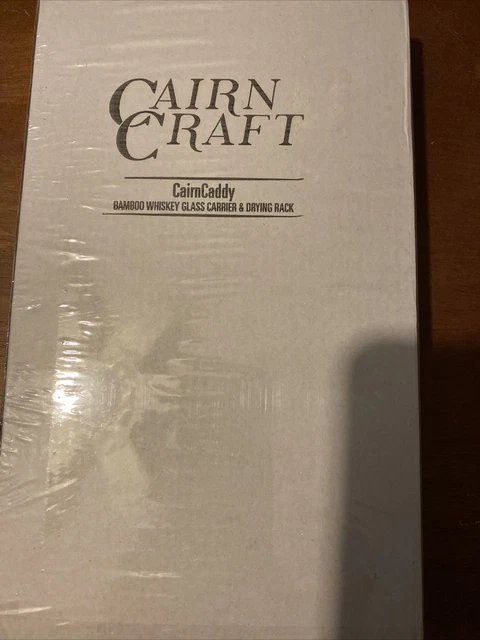 CAIRN
CRAFT
CairnCaddy
BAMBOO WHISKEY GLASS CARRIER & DRYING RACK